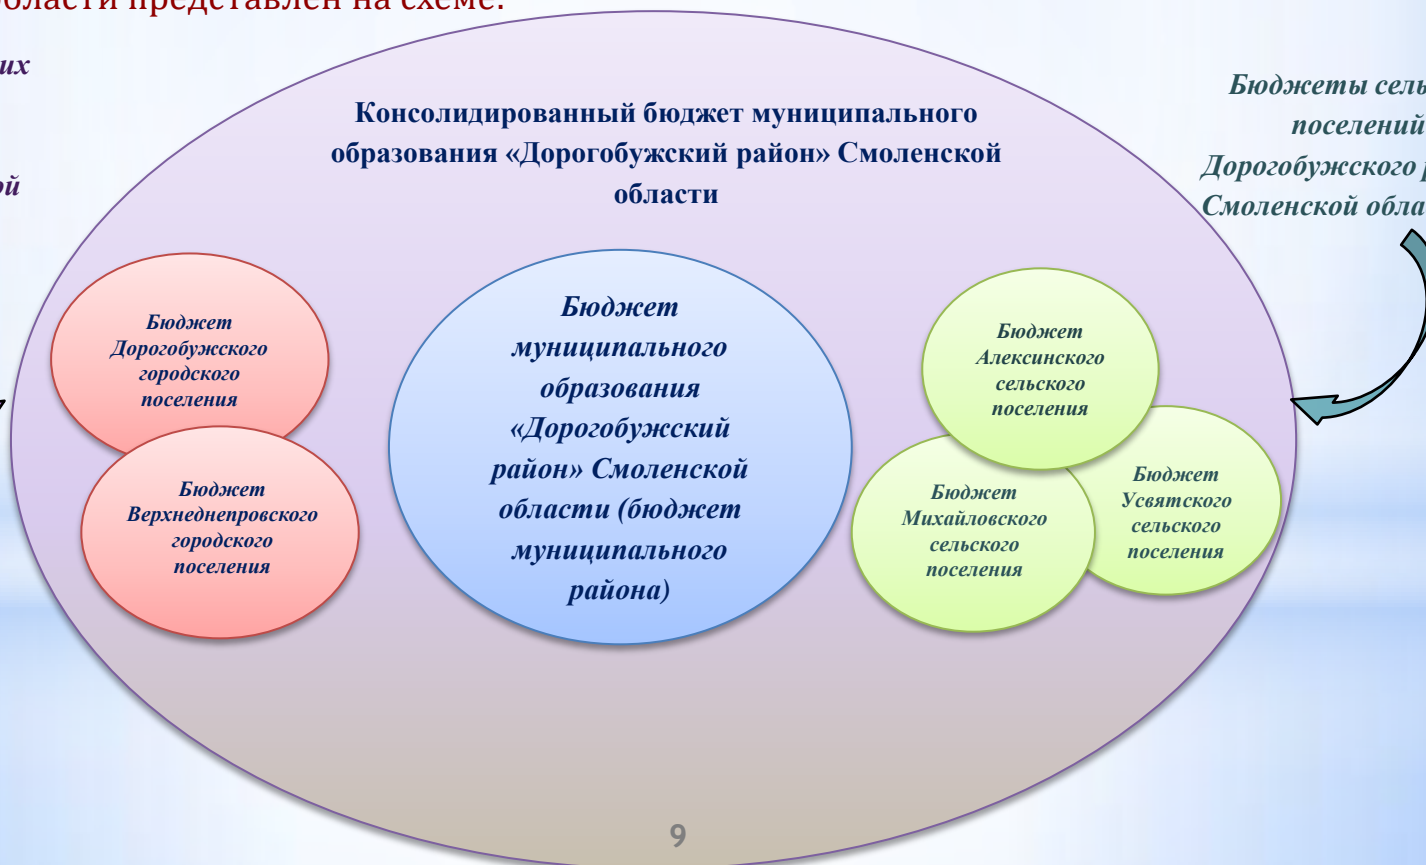 области представлен на схеме.
Консолидированный бюджет муниципального
образования «Дорогобужский район» Смоленской
области
Бюджеты
поселений
Дорогобужского
Смоленской
Бюджет
Дорогобужского
городского
поселения
Бюджет
Верхнеднепровского
городского
поселения
Бюджет
муниципального
образования
«Дорогобужский
район» Смоленской
области (бюджет
муниципального
района)
Бюджет
Алексинского
сельского
поселения
Бюджет
Михайловского
сельского
поселения
Бюджет
Усвятского
сельского
поселения
9